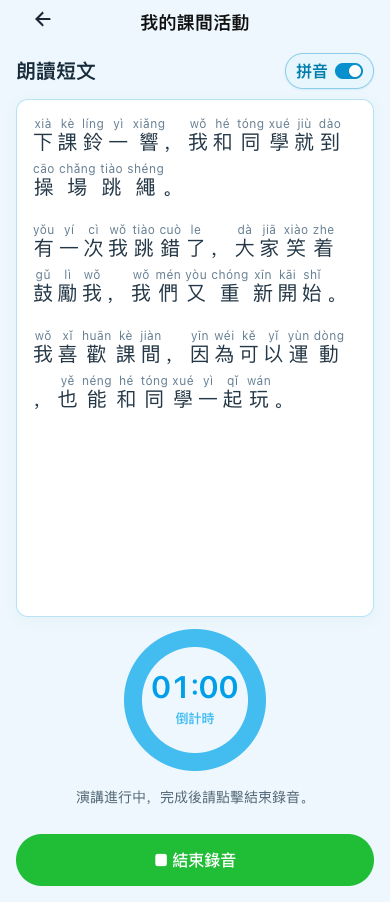 我的課間活動
朗讀短文
拼音
xià kè líng yì xiǎng wǒ hé tóng xué jiù dào
下課鈴一響，我和同學就到
cāo chǎng tiào shéng
操場跳繩。
yǒu yí cì wǒ tiào cuò le dà jiā xiào zhe
有一次我跳錯了，大家笑着
gǔ lì wǒ wǒ mén yòu chóng xīn kāi shǐ
鼓勵我，我們又重新開始。
wǒ xǐ huān kè jiàn yīn wéi kě yǐ yùn dòng
我喜歡課間，因為可以運動
yě néng hé tóng xué yì qǐ wán
，也能和同學一起玩。
01:00
倒計時
演講進行中，完成後請點擊結束錄音。
結束錄音